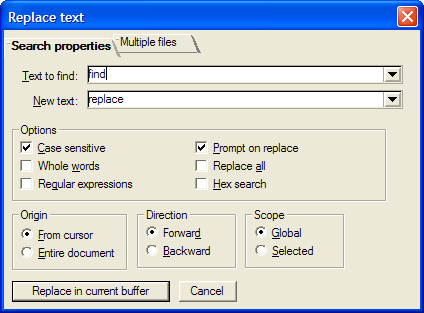 Replace text
Search properties Multiple files
Text to find: find
New text: replace
Options
Case sensitive Prompt on replace
Whole words Replace all
Regular expressions Hex search
Origin Direction Scope
From cursor Forward Global
Entire document Backward Selected
Replace in current buffer Cancel